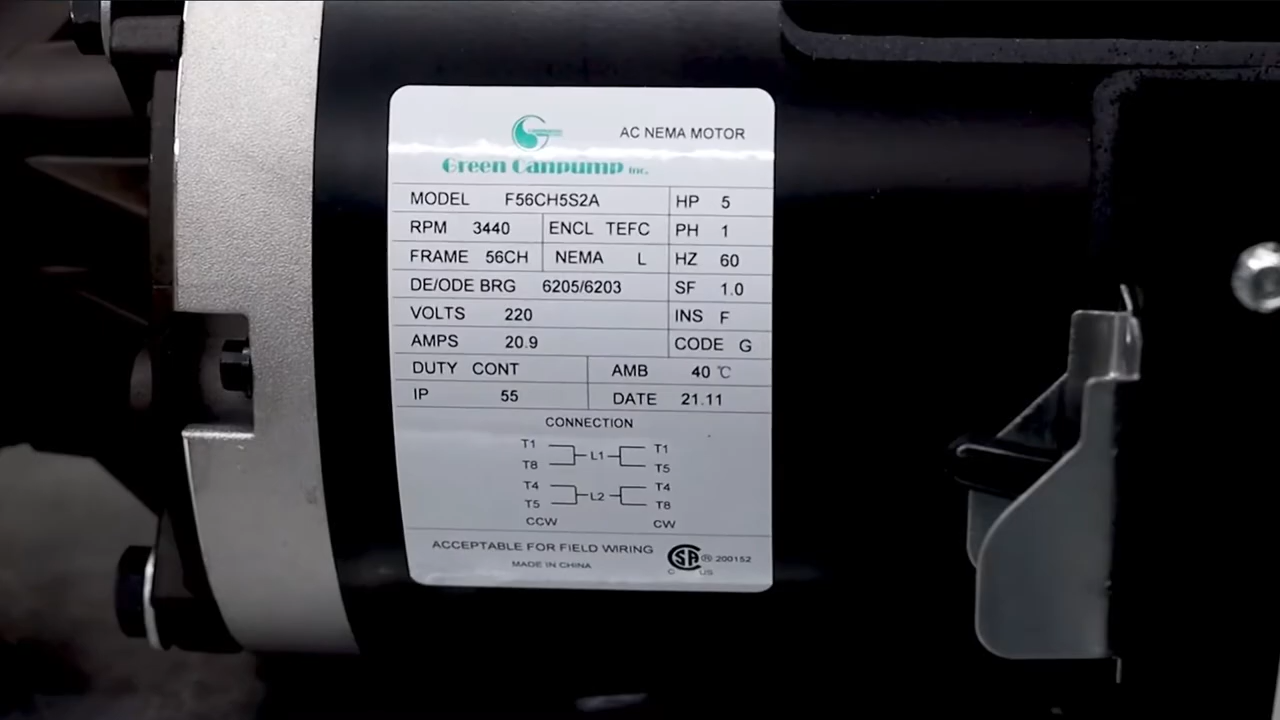 AC NEMA MOTOR
Green Canpump Inc.
MODEL F56CH5S2A HP 5
RPM 3440 ENCL TEFC PH 1
FRAME 56CH NEMA L HZ 60
DE/ODE BRG 6205/6203 SF 1.0
VOLTS 220 INS F
AMPS 20.9 CODE G
DUTY CONT AMB 40 ℃
IP 55 DATE 21.11
CONNECTION
T1 L1 T1
T8 T5
T4 L2 T4
T5 T8
CCW CW
ACCEPTABLE FOR FIELD WIRING SA ® 200152
MADE IN CHINA C US